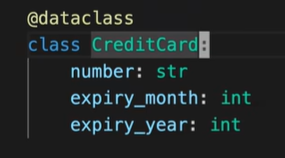 @dataclass
class CreditCard:
    number: str
    expiry_month: int
    expiry_year: int